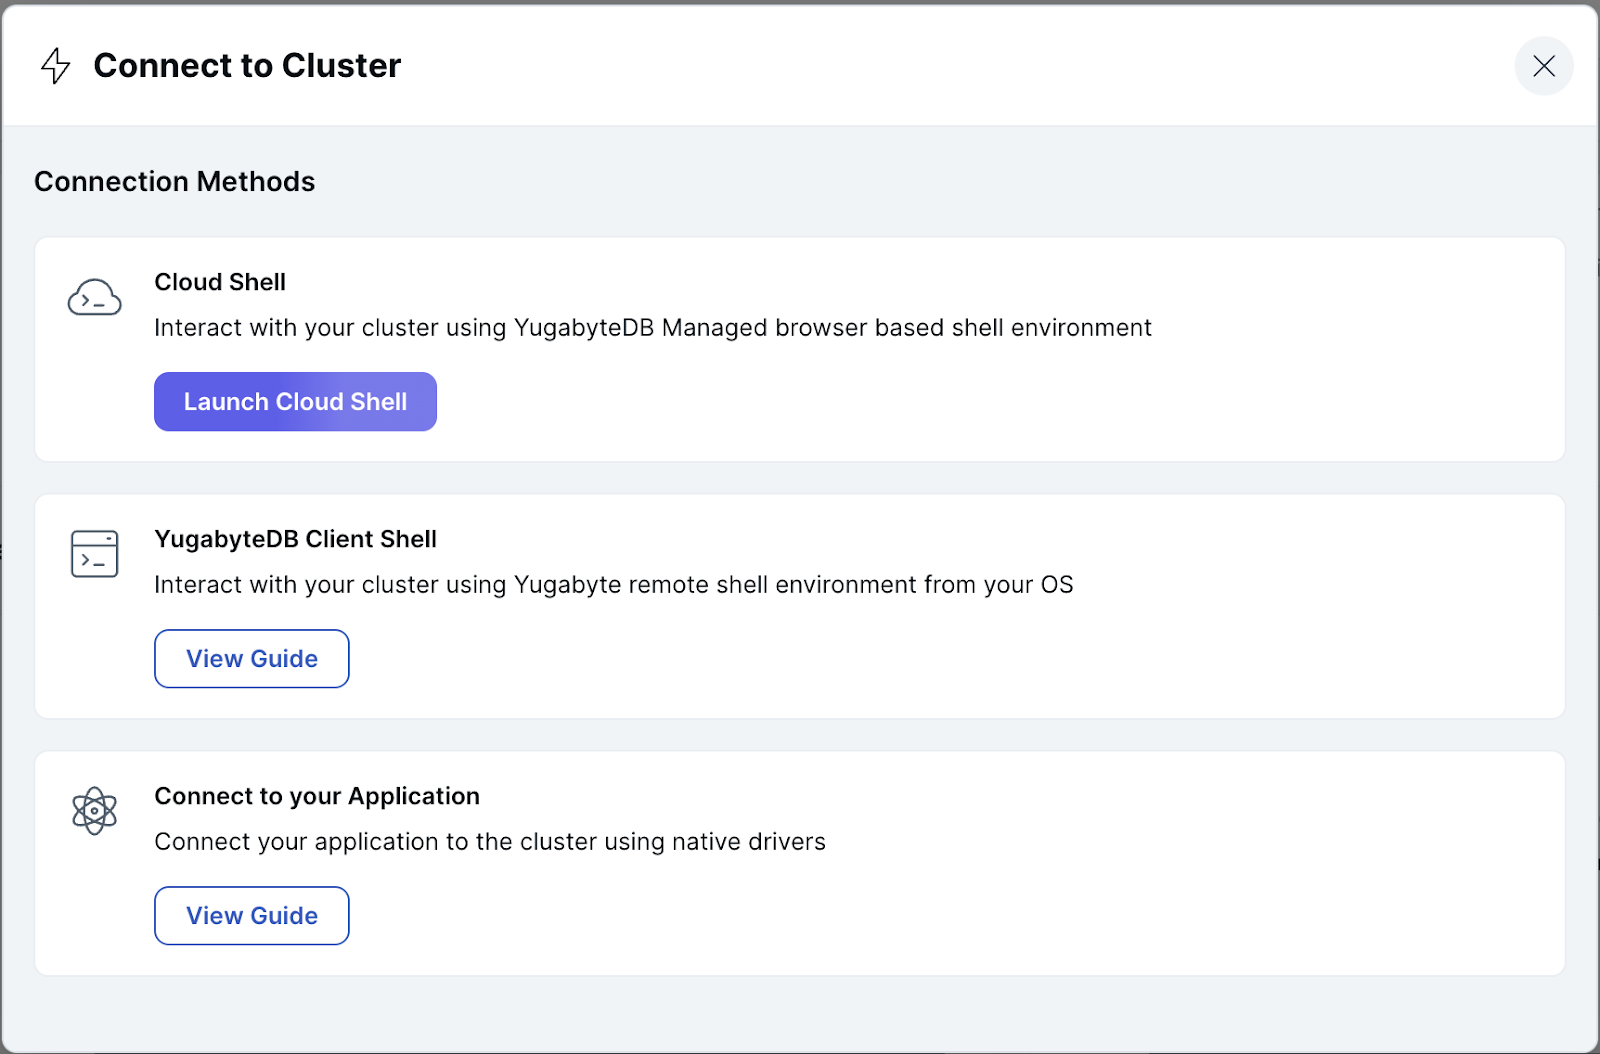 Connect to Cluster
Connection Methods
Cloud Shell
Interact with your cluster using YugabyteDB Managed browser based shell environment
Launch Cloud Shell
YugabyteDB Client Shell
Interact with your cluster using Yugabyte remote shell environment from your OS
View Guide
Connect to your Application
Connect your application to the cluster using native drivers
View Guide